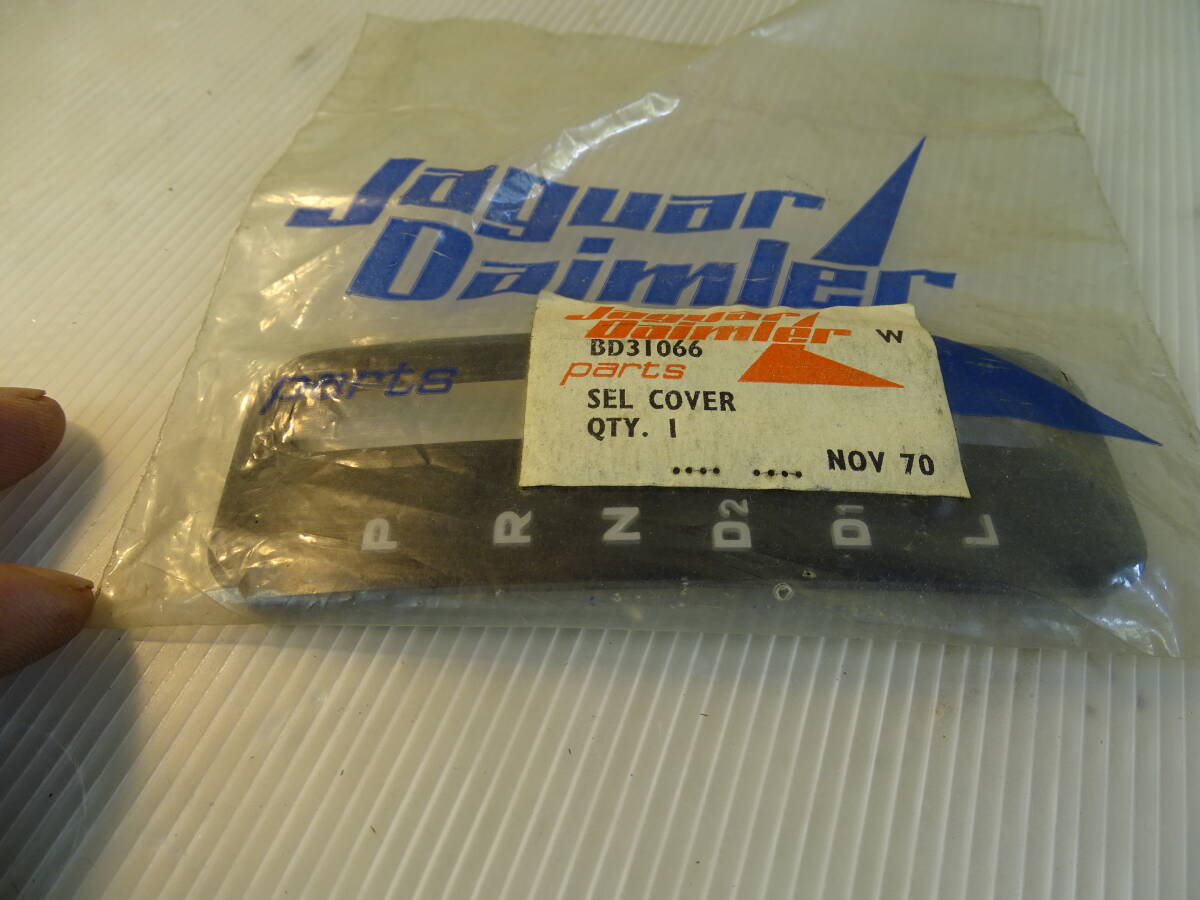 Jaguar
Daimler
parts
Jaguar
Daimler
W
BD31066
parts
SEL COVER
QTY. 1
.... .... NOV 70
P R N D2 D1 L